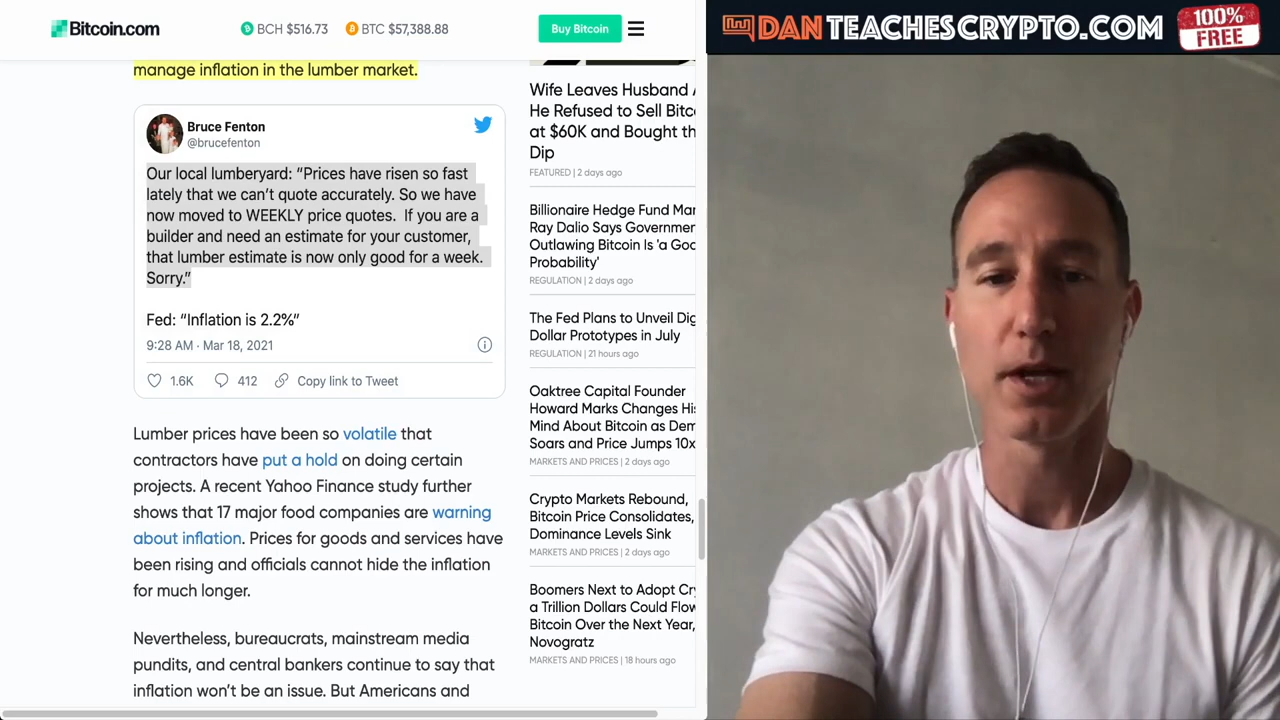 Bitcoin.com
BCH $516.73
BTC $57,388.88
Buy Bitcoin
manage inflation in the lumber market.
Bruce Fenton
@brucefenton
Our local lumberyard: “Prices have risen so fast
lately that we can’t quote accurately. So we have
now moved to WEEKLY price quotes.  If you are a
builder and need an estimate for your customer,
that lumber estimate is now only good for a week.
Sorry.”
Fed: “Inflation is 2.2%“
9:28 AM · Mar 18, 2021
1.6K
412
Copy link to Tweet
Lumber prices have been so volatile that
contractors have put a hold on doing certain
projects. A recent Yahoo Finance study further
shows that 17 major food companies are warning
about inflation. Prices for goods and services have
been rising and officials cannot hide the inflation
for much longer.
Nevertheless, bureaucrats, mainstream media
pundits, and central bankers continue to say that
inflation won’t be an issue. But Americans and
Wife Leaves Husband
He Refused to Sell Bitc
at $60K and Bought th
Dip
FEATURED | 2 days ago
Billionaire Hedge Fund Man
Ray Dalio Says Governmen
Outlawing Bitcoin Is 'a Goo
Probability'
REGULATION | 2 days ago
The Fed Plans to Unveil Dig
Dollar Prototypes in July
REGULATION | 21 hours ago
Oaktree Capital Founder
Howard Marks Changes His
Mind About Bitcoin as Dem
Soars and Price Jumps 10x
MARKETS AND PRICES | 2 days ago
Crypto Markets Rebound,
Bitcoin Price Consolidates,
Dominance Levels Sink
MARKETS AND PRICES | 2 days ago
Boomers Next to Adopt Cry
a Trillion Dollars Could Flow
Bitcoin Over the Next Year,
Novogratz
MARKETS AND PRICES | 18 hours ago
DANTEACHESCRYPTO.COM
100%
FREE